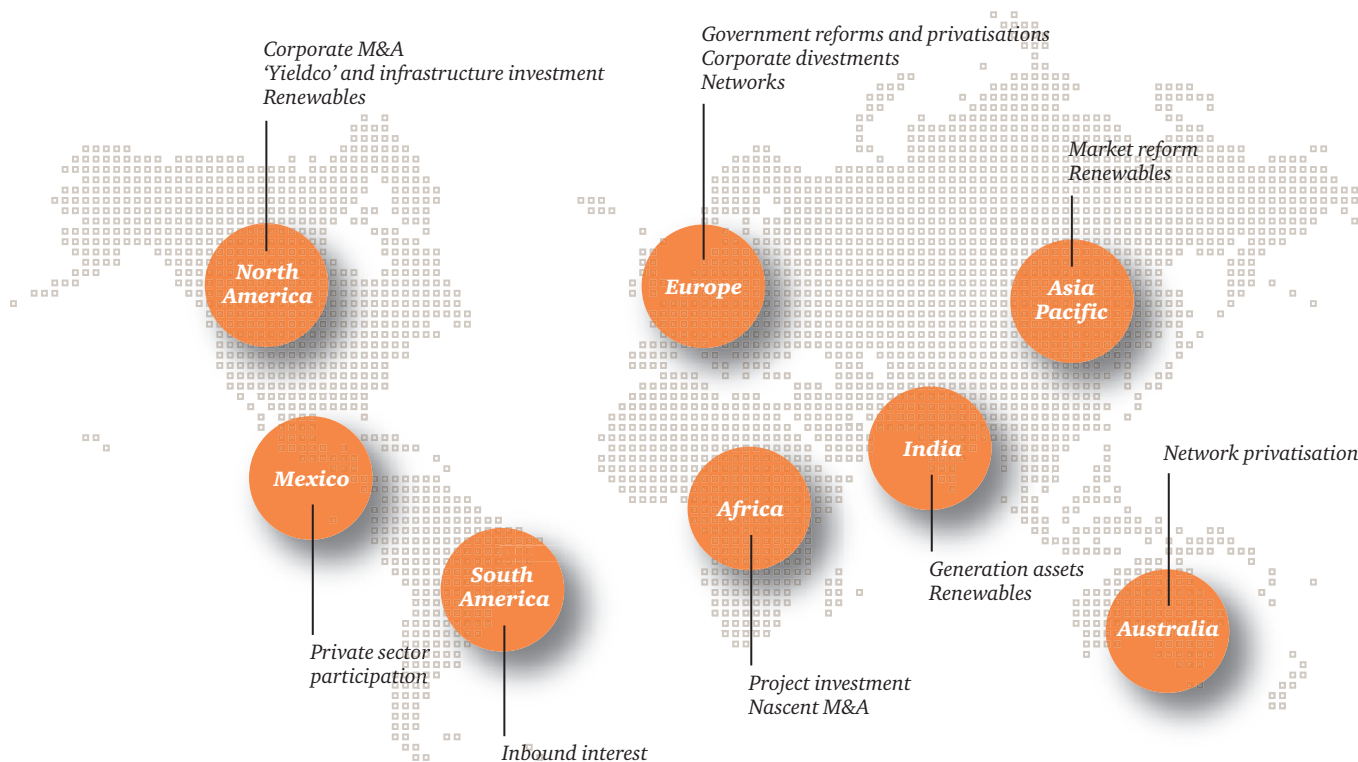 Corporate M&A
‘Yieldco’ and infrastructure investment
Renewables
Government reforms and privatisations
Corporate divestments
Networks
Market reform
Renewables
North
America
Europe
Asia
Pacific
Mexico
Africa
India
Network privatisation
South
America
Generation assets
Renewables
Australia
Private sector
participation
Project investment
Nascent M&A
Inbound interest